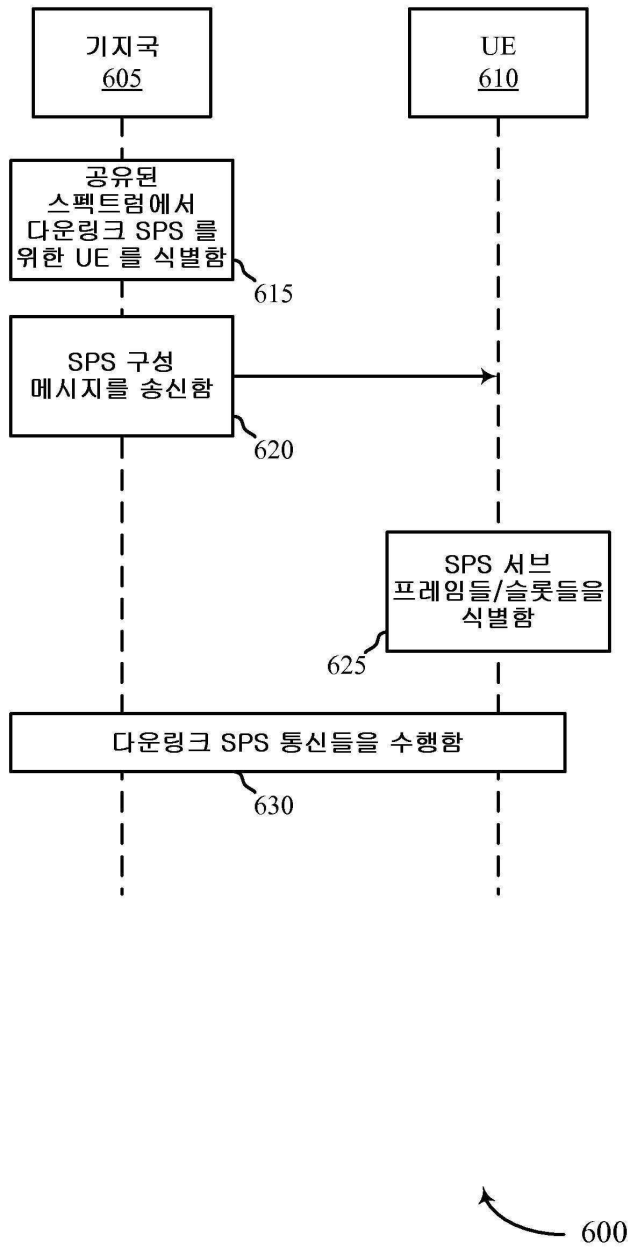 기지국
605
UE
610
공유된
스펙트럼에서
다운링크 SPS 를
위한 UE 를 식별함
615
SPS 구성
메시지를 송신함
620
SPS 서브
프레임들/슬롯들을
식별함
625
다운링크 SPS 통신들을 수행함
630
600